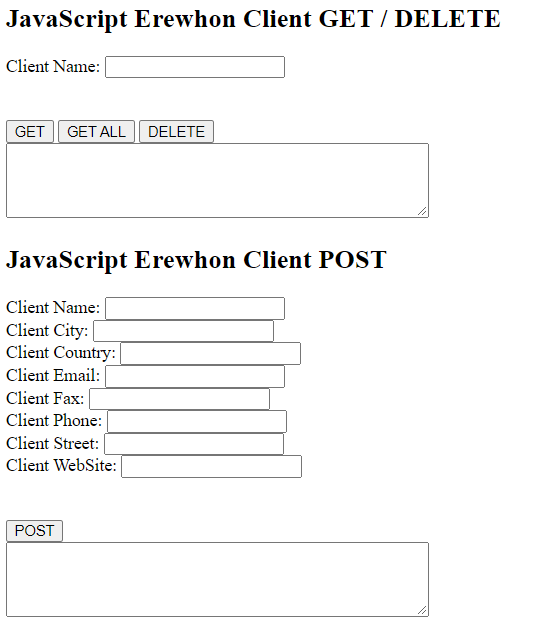 JavaScript Erewhon Client GET / DELETE
Client Name:
GET GET ALL DELETE
JavaScript Erewhon Client POST
Client Name:
Client City:
Client Country:
Client Email:
Client Fax:
Client Phone:
Client Street:
Client WebSite:
POST